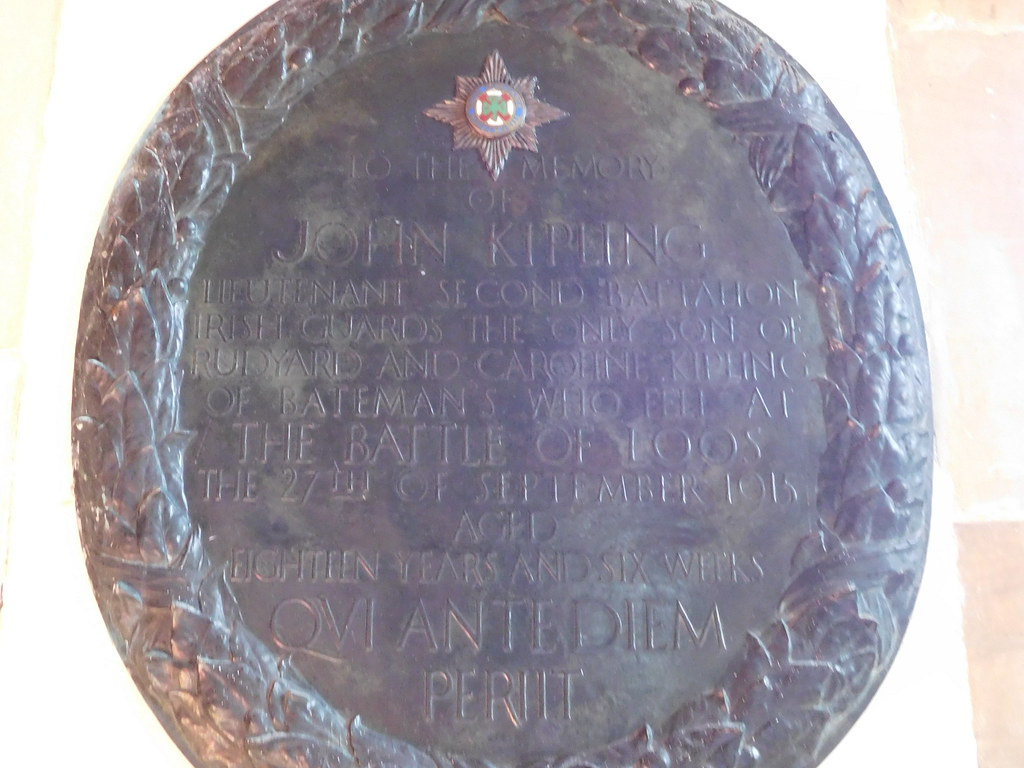 TO THE MEMORY
OF
JOHN KIPLING
LIEUTENANT SECOND BATTALION
IRISH GUARDS THE ONLY SON OF
RUDYARD AND CAROLINE KIPLING
OF BATEMAN'S WHO FELL AT
THE BATTLE OF LOOS
THE 27TH OF SEPTEMBER 1915
AGED
EIGHTEEN YEARS AND SIX WEEKS
QVI ANTE DIEM
PERIIT